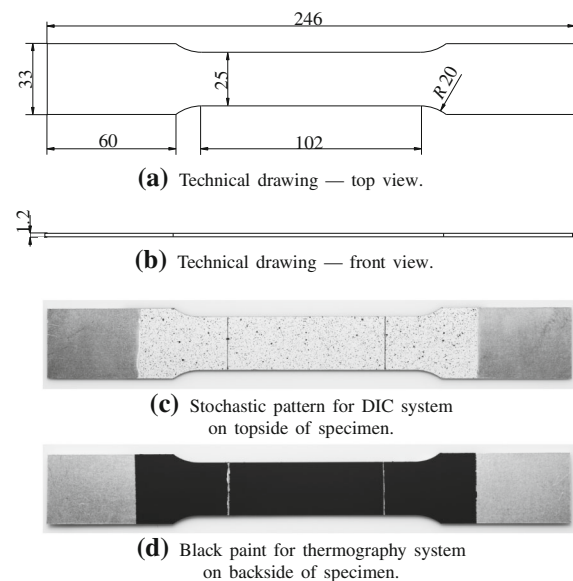 246
33
25
R 20
60
102
(a) Technical drawing — top view.
1.2
(b) Technical drawing — front view.
(c) Stochastic pattern for DIC system
on topside of specimen.
(d) Black paint for thermography system
on backside of specimen.